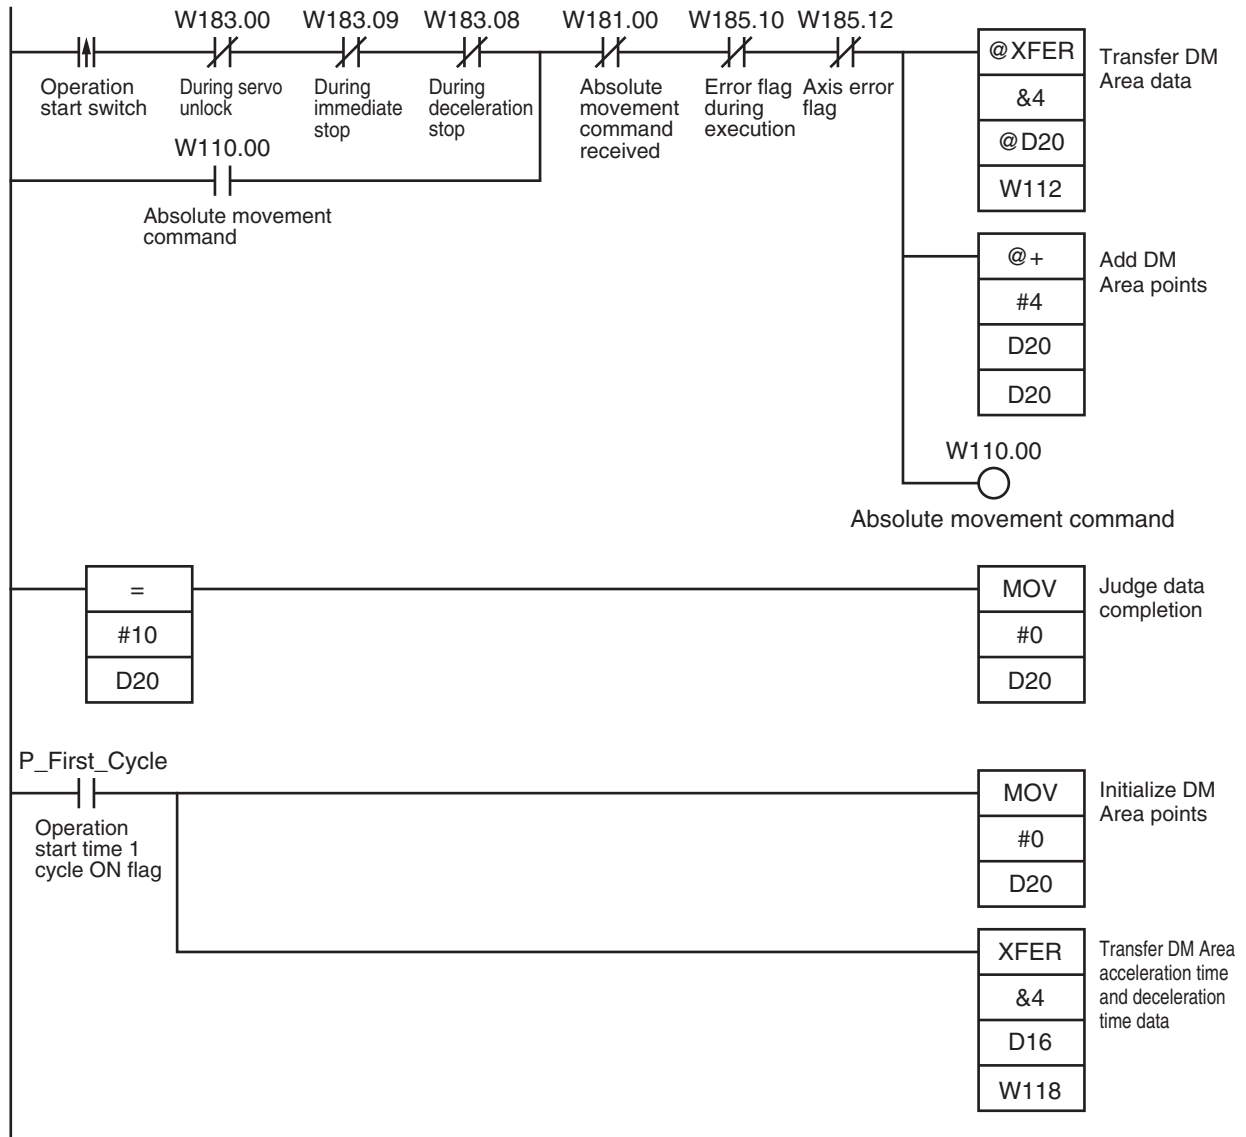 W183.00 W183.09 W183.08 W181.00 W185.10 W185.12
Operation
start switch
During servo
unlock
During
immediate
stop
During
deceleration
stop
Absolute
movement
command
received
Error flag
during
execution
Axis error
flag
@XFER
&4
@D20
W112
Transfer DM
Area data
W110.00
Absolute movement
command
@+
#4
D20
D20
Add DM
Area points
W110.00
Absolute movement command
=
#10
D20
MOV
#0
D20
Judge data
completion
P_First_Cycle
Operation
start time 1
cycle ON flag
MOV
#0
D20
Initialize DM
Area points
XFER
&4
D16
W118
Transfer DM Area
acceleration time
and deceleration
time data